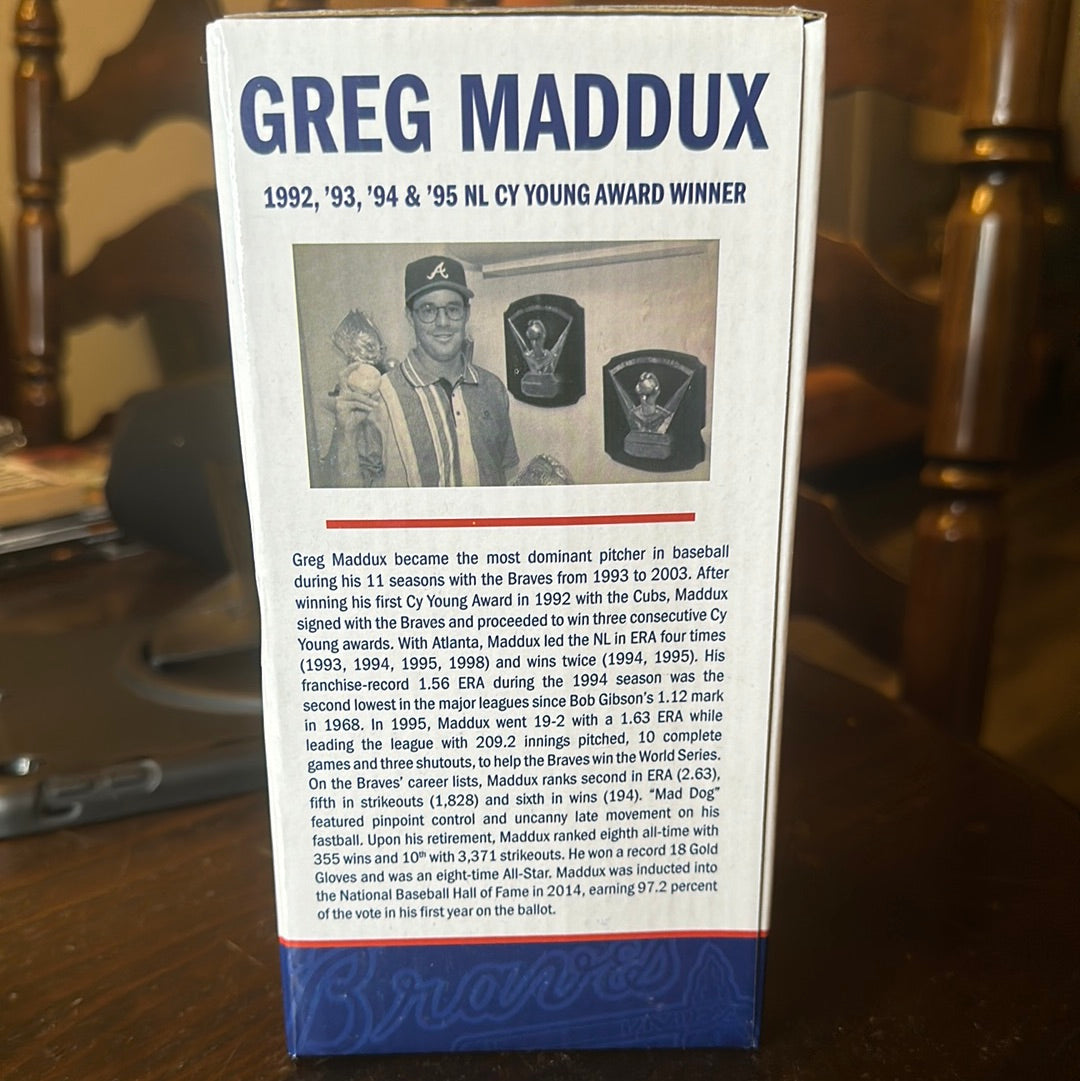 GREG MADDUX
1992, ’93, ’94 & ’95 NL CY YOUNG AWARD WINNER
A
Greg Maddux became the most dominant pitcher in baseball
during his 11 seasons with the Braves from 1993 to 2003. After
winning his first Cy Young Award in 1992 with the Cubs, Maddux
signed with the Braves and proceeded to win three consecutive Cy
Young awards. With Atlanta, Maddux led the NL in ERA four times
(1993, 1994, 1995, 1998) and wins twice (1994, 1995). His
franchise-record 1.56 ERA during the 1994 season was the
second lowest in the major leagues since Bob Gibson’s 1.12 mark
in 1968. In 1995, Maddux went 19-2 with a 1.63 ERA while
leading the league with 209.2 innings pitched, 10 complete
games and three shutouts, to help the Braves win the World Series.
On the Braves’ career lists, Maddux ranks second in ERA (2.63),
fifth in strikeouts (1,828) and sixth in wins (194). “Mad Dog”
featured pinpoint control and uncanny late movement on his
fastball. Upon his retirement, Maddux ranked eighth all-time with
355 wins and 10th with 3,371 strikeouts. He won a record 18 Gold
Gloves and was an eight-time All-Star. Maddux was inducted into
the National Baseball Hall of Fame in 2014, earning 97.2 percent
of the vote in his first year on the ballot.
Braves